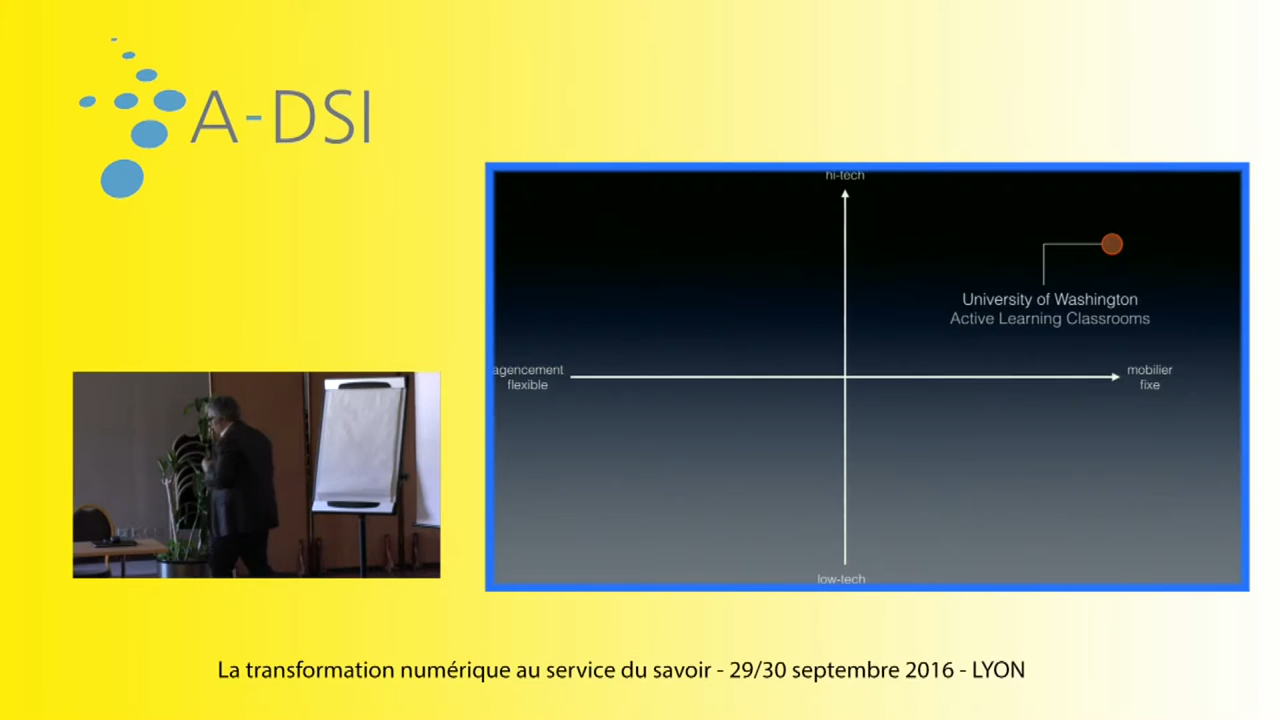 A-DSI
hi-tech
University of Washington
Active Learning Classrooms
agencement
flexible
mobilier
fixe
low-tech
La transformation numérique au service du savoir - 29/30 septembre 2016 - LYON